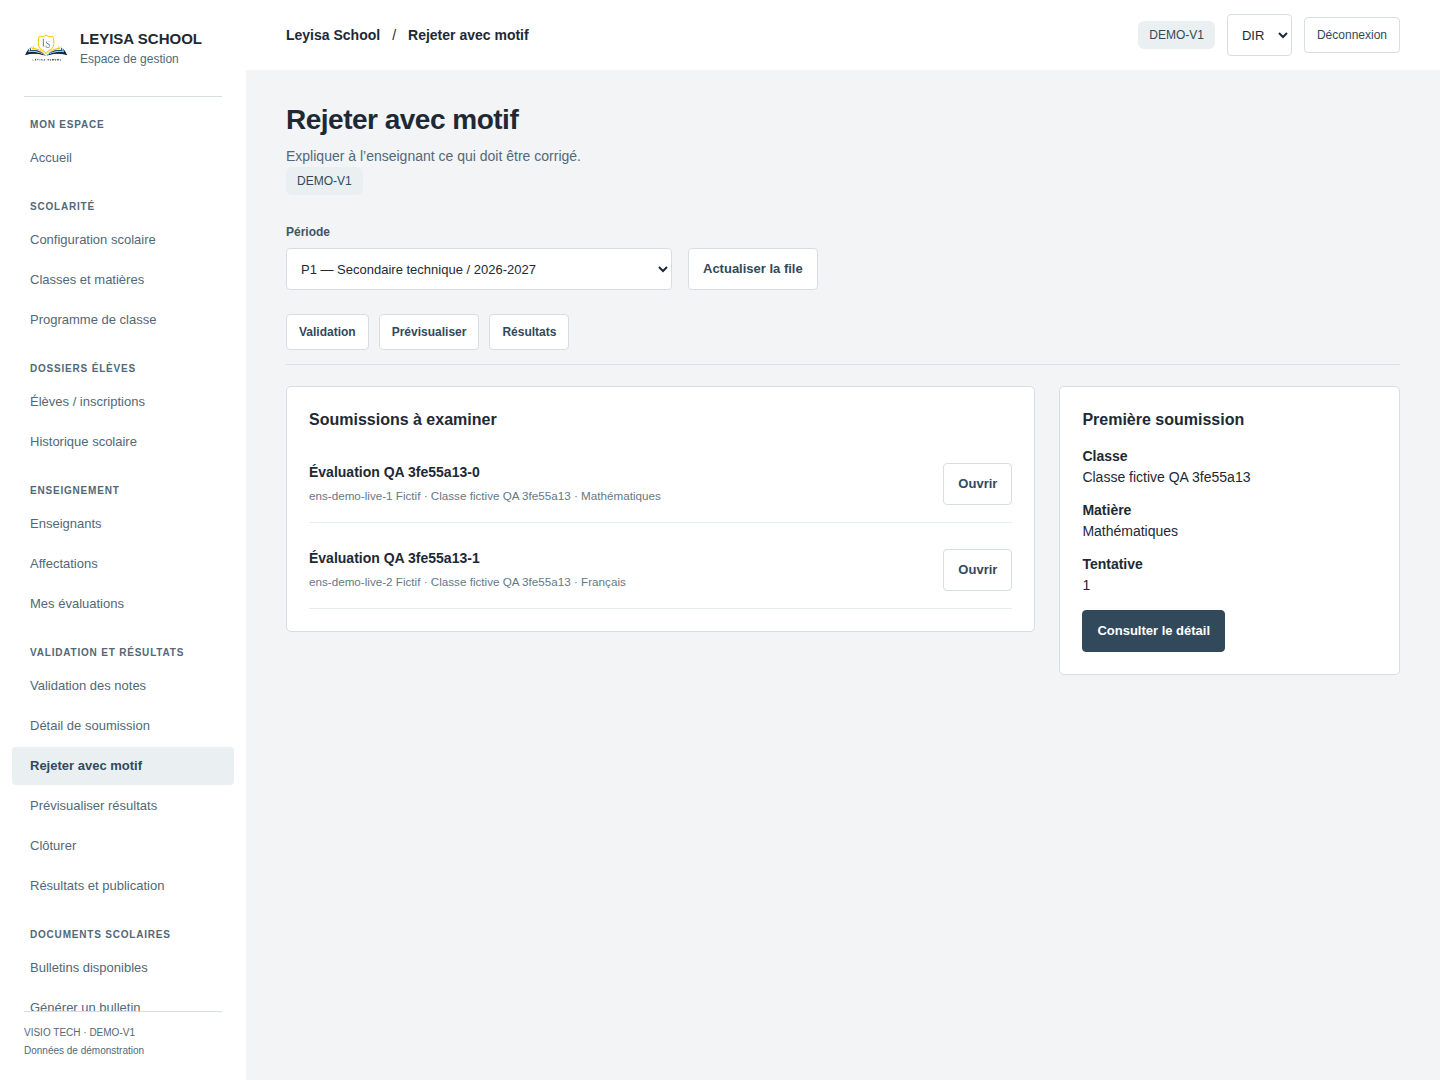 LEYISA SCHOOL
Espace de gestion
MON ESPACE
Accueil
SCOLARITÉ
Configuration scolaire
Classes et matières
Programme de classe
DOSSIERS ÉLÈVES
Élèves / inscriptions
Historique scolaire
ENSEIGNEMENT
Enseignants
Affectations
Mes évaluations
VALIDATION ET RÉSULTATS
Validation des notes
Détail de soumission
Rejeter avec motif
Prévisualiser résultats
Clôturer
Résultats et publication
DOCUMENTS SCOLAIRES
Bulletins disponibles
Générer un bulletin
VISIO TECH · DEMO-V1
Données de démonstration
Leyisa School / Rejeter avec motif
DEMO-V1 DIR Déconnexion
Rejeter avec motif
Expliquer à l’enseignant ce qui doit être corrigé.
DEMO-V1
Période
P1 — Secondaire technique / 2026-2027 Actualiser la file
Validation Prévisualiser Résultats
Soumissions à examiner
Évaluation QA 3fe55a13-0
ens-demo-live-1 Fictif · Classe fictive QA 3fe55a13 · Mathématiques
Ouvrir
Évaluation QA 3fe55a13-1
ens-demo-live-2 Fictif · Classe fictive QA 3fe55a13 · Français
Ouvrir
Première soumission
Classe
Classe fictive QA 3fe55a13
Matière
Mathématiques
Tentative
1
Consulter le détail